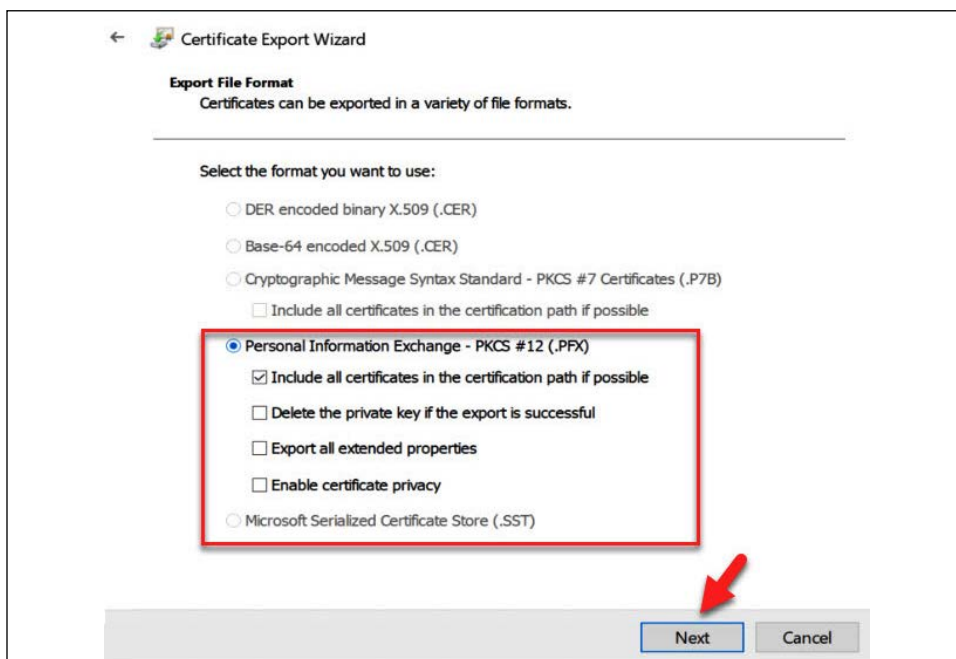 Certificate Export Wizard
Export File Format
Certificates can be exported in a variety of file formats.
Select the format you want to use:
DER encoded binary X.509 (.CER)
Base-64 encoded X.509 (.CER)
Cryptographic Message Syntax Standard - PKCS #7 Certificates (.P7B)
Include all certificates in the certification path if possible
Personal Information Exchange - PKCS #12 (.PFX)
Include all certificates in the certification path if possible
Delete the private key if the export is successful
Export all extended properties
Enable certificate privacy
Microsoft Serialized Certificate Store (.SST)
Next Cancel